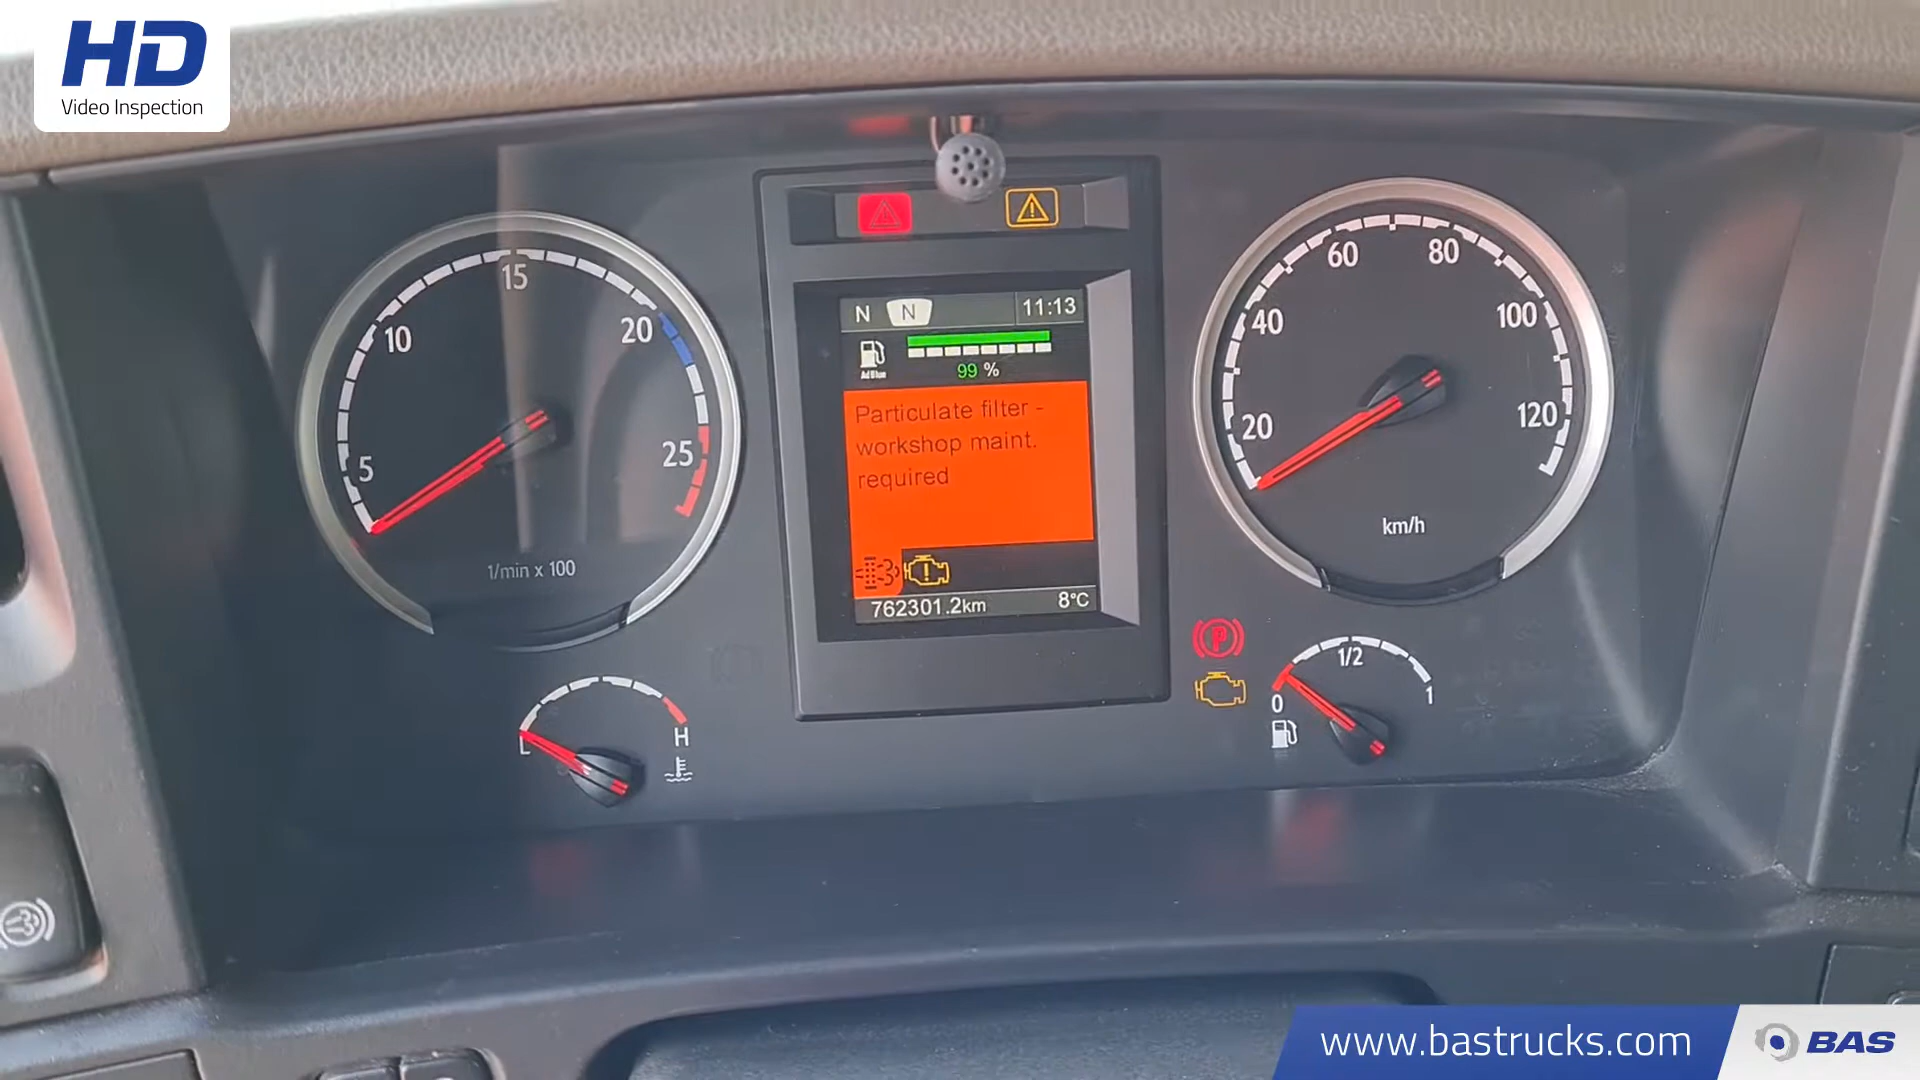 HD
Video Inspection
5
10
15
20
25
1/min x 100
N N 11:13
AdBlue
99 %
Particulate filter -
workshop maint.
required
762301.2km 8°C
20
40
60
80
100
120
km/h
L H
P
0 1/2 1
www.bastrucks.com
BAS